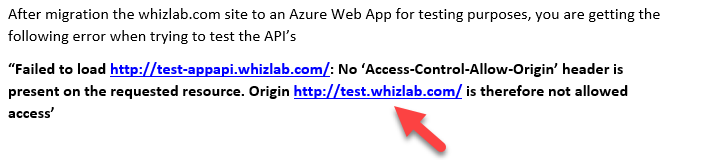 After migration the whizlab.com site to an Azure Web App for testing purposes, you are getting the
following error when trying to test the API’s
“Failed to load http://test-appapi.whizlab.com/: No ‘Access-Control-Allow-Origin’ header is
present on the requested resource. Origin http://test.whizlab.com/ is therefore not allowed
access’